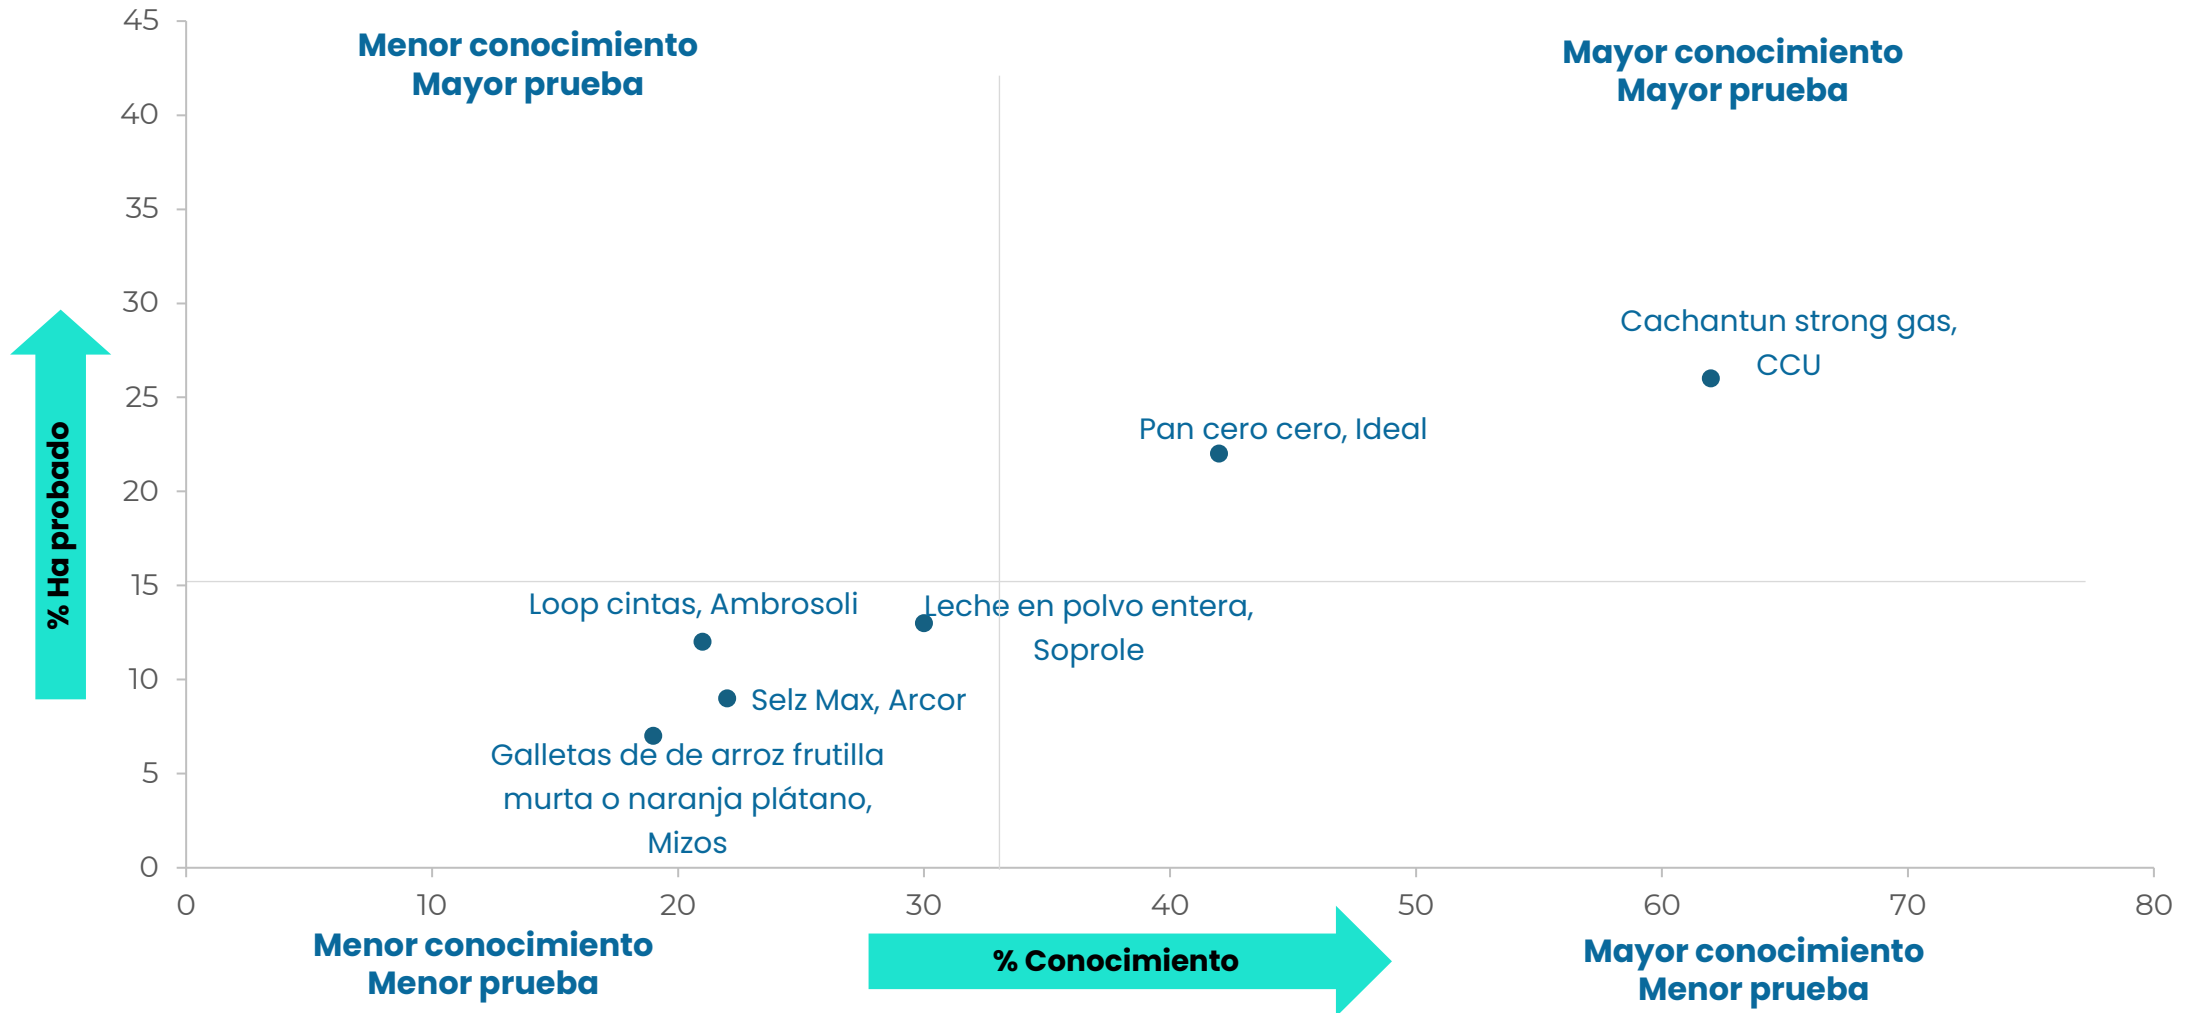 45
Menor conocimiento
Mayor prueba
Mayor conocimiento
Mayor prueba
40
35
30
Cachantun strong gas,
CCU
25
Pan cero cero, Ideal
20
% Ha probado
15
Loop cintas, Ambrosoli
Leche en polvo entera,
Soprole
10
Selz Max, Arcor
Galletas de de arroz frutilla
murta o naranja plátano,
Mizos
5
0
0 10 20 30 40 50 60 70 80
Menor conocimiento
Menor prueba
% Conocimiento
Mayor conocimiento
Menor prueba